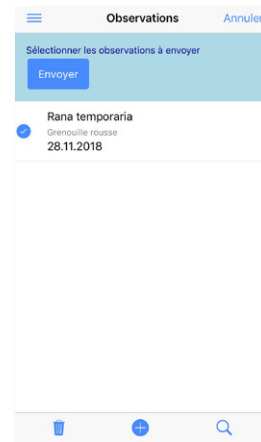 Observations
Annuler
Sélectionner les observations à envoyer
Envoyer
Rana temporaria
Grenouille rousse
28.11.2018